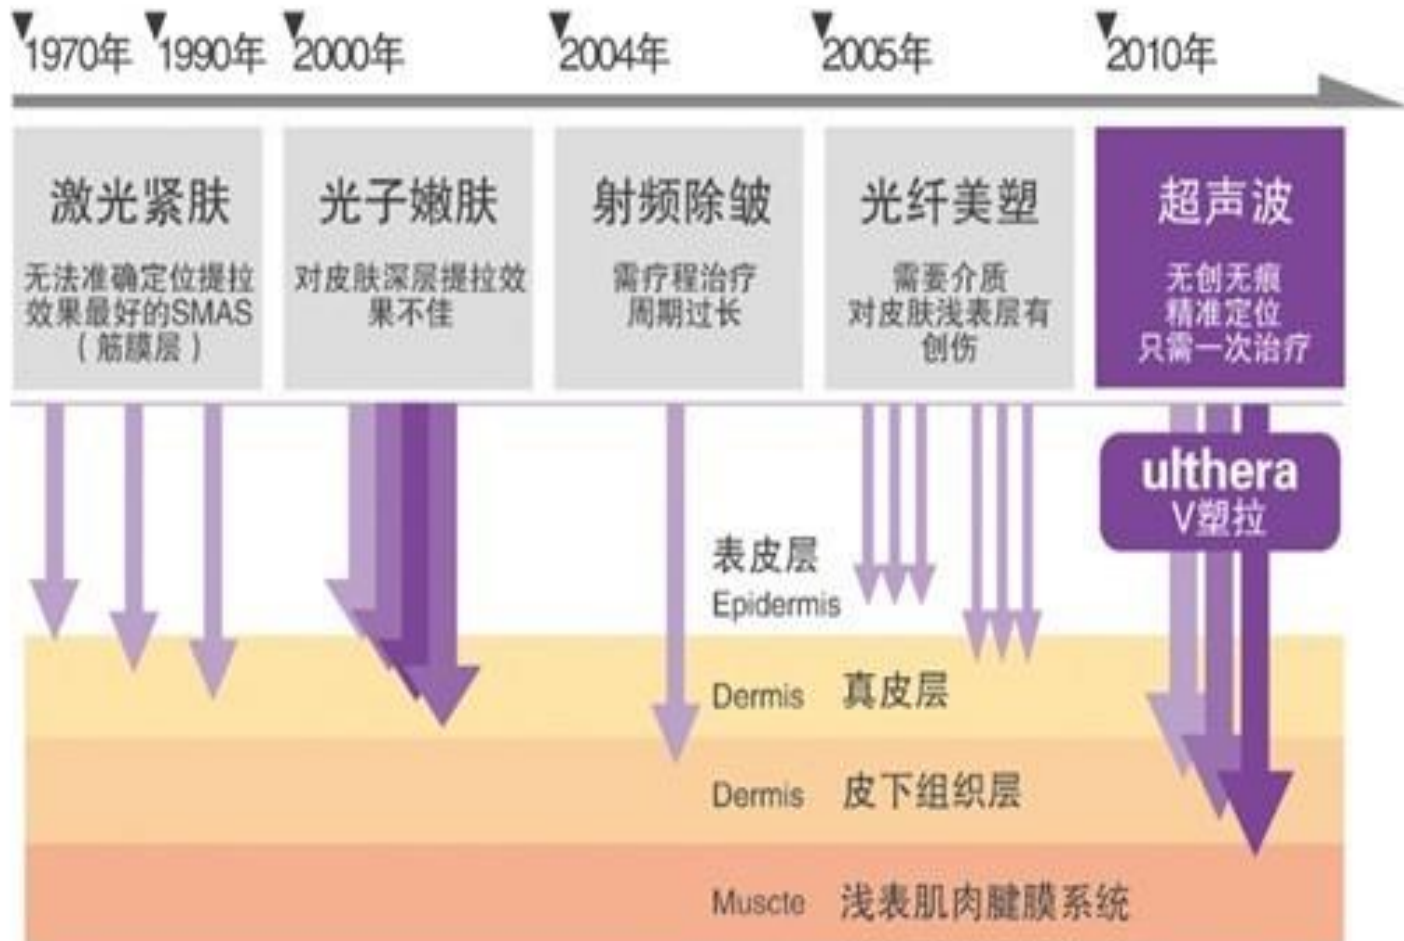 1970年 1990年 2000年 2004年 2005年 2010年
激光紧肤
无法准确定位提拉
效果最好的SMAS
(筋膜层)
光子嫩肤
对皮肤深层提拉效
果不佳
射频除皱
需疗程治疗
周期过长
光纤美塑
需要介质
对皮肤浅表层有
创伤
超声波
无创无痕
精准定位
只需一次治疗
ulthera
V塑拉
表皮层
Epidermis
Dermis 真皮层
Dermis 皮下组织层
Muscte 浅表肌肉腱膜系统